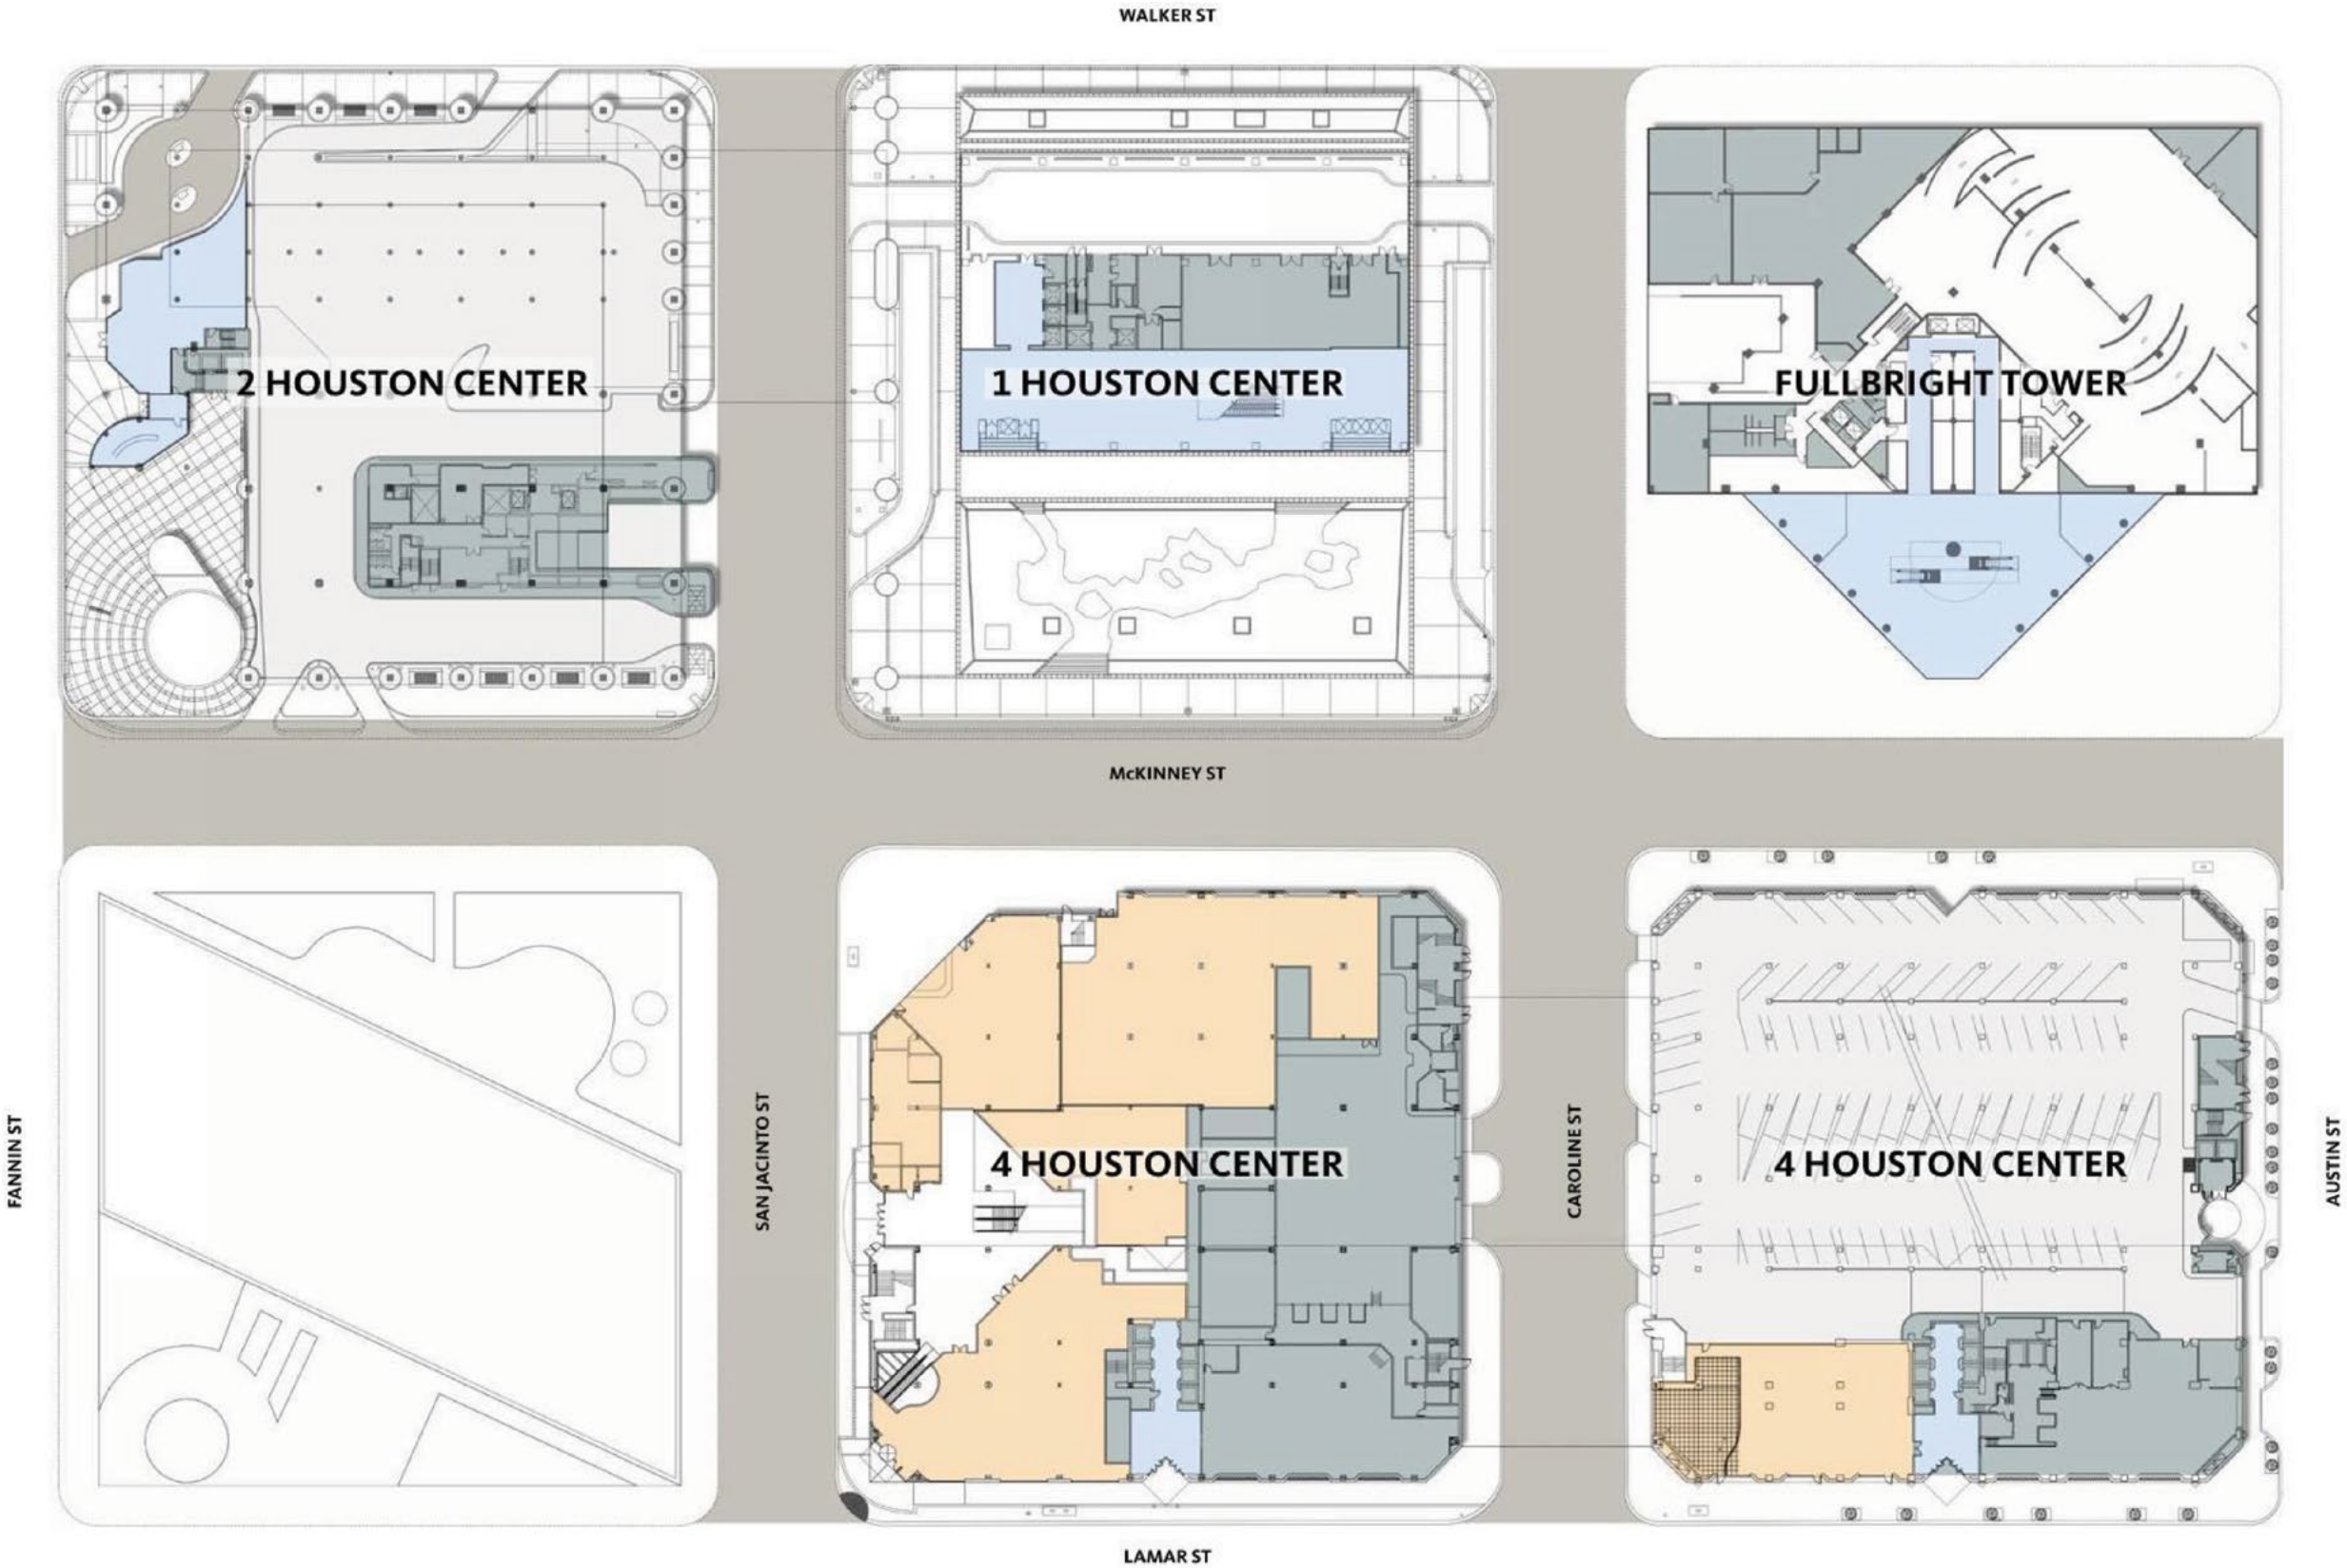 WALKER ST
2 HOUSTON CENTER
1 HOUSTON CENTER
FULLBRIGHT TOWER
McKINNEY ST
FANNIN ST
SAN JACINTO ST
4 HOUSTON CENTER
CAROLINE ST
4 HOUSTON CENTER
AUSTIN ST
LAMAR ST